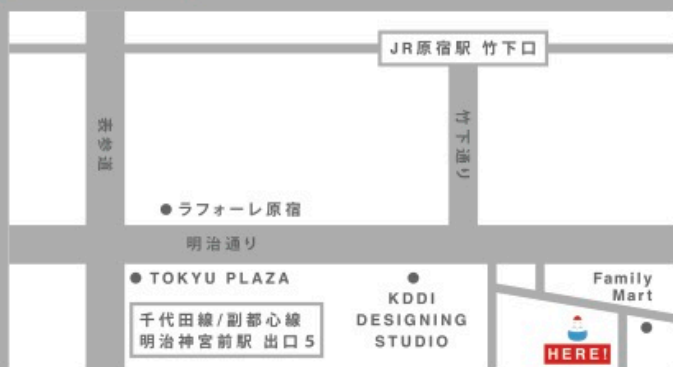 JR原宿駅 竹下口
表参道
竹下通り
ラフォーレ原宿
明治通り
TOKYU PLAZA
千代田線/副都心線
明治神宮前駅 出口5
KDDI
DESIGNING
STUDIO
Family
Mart
HERE!